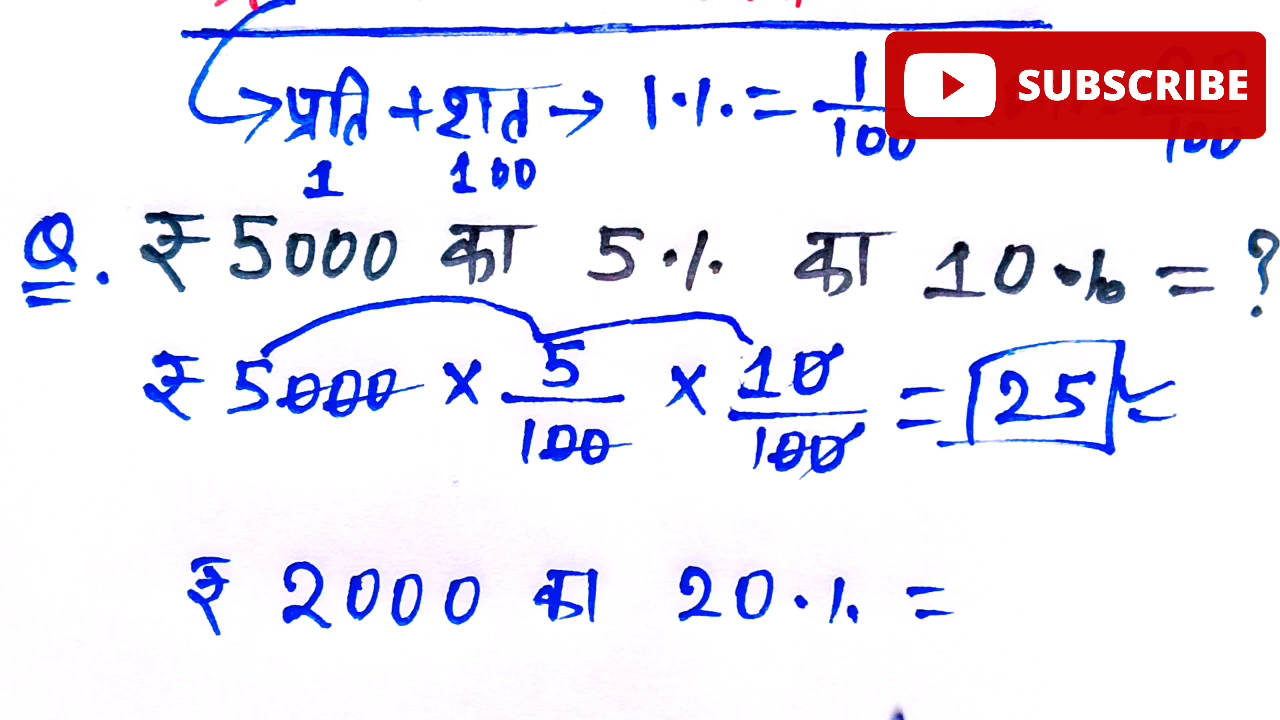 प्रति + शत → 1% = 1/100
SUBSCRIBE
1 100 100
Q. ₹ 5000 का 5% का 10% = ?
₹ 5000 × 5/100 × 10/100 = 25
₹ 2000 का 20% =